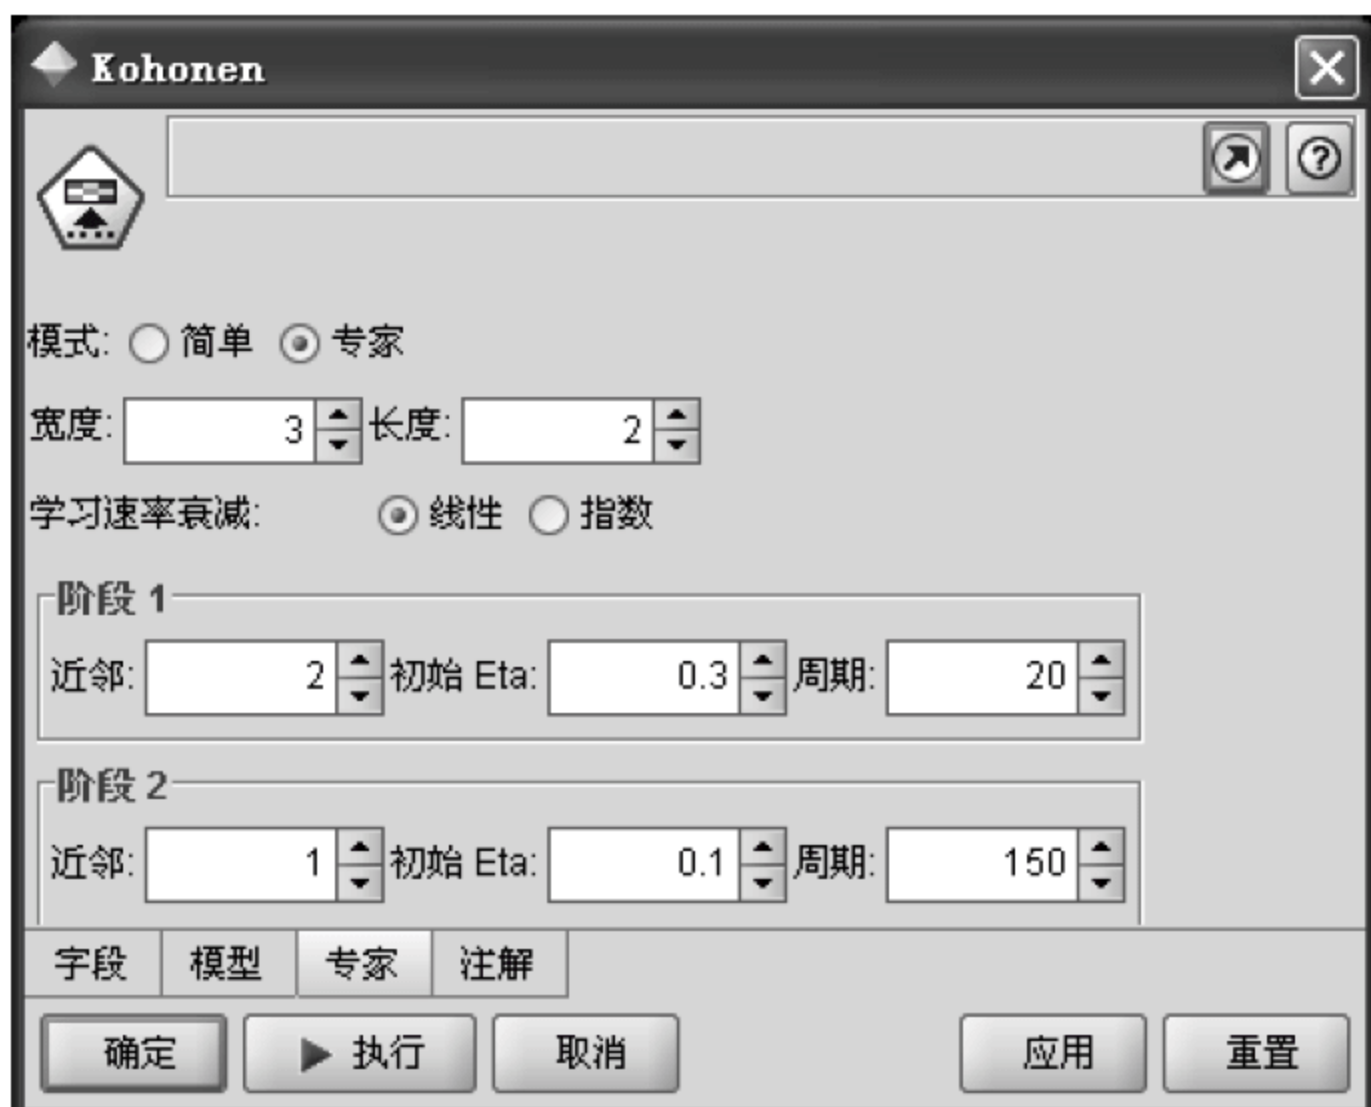 Kohonen
?
模式: 简单 专家
宽度: 3 长度: 2
学习速率衰减: 线性 指数
阶段 1
近邻: 2 初始 Eta: 0.3 周期: 20
阶段 2
近邻: 1 初始 Eta: 0.1 周期: 150
字段 模型 专家 注解
确定 执行 取消 应用 重置